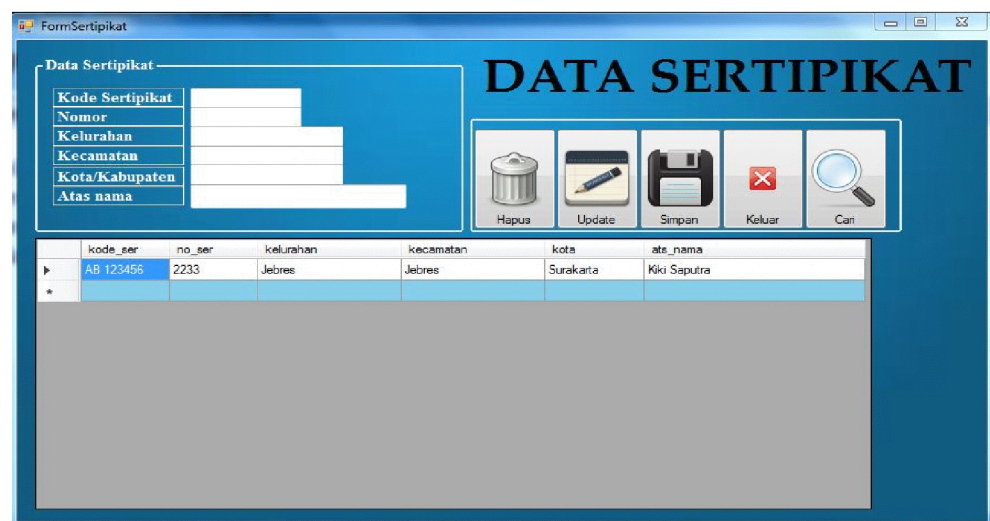 FormSertipikat
DATA SERTIPIKAT
Data Sertipikat
Kode Sertipikat
Nomor
Kelurahan
Kecamatan
Kota/Kabupaten
Atas nama
Hapus Update Simpan Keluar Cari
kode_ser no_ser kelurahan kecamatan kota ats_nama
AB 123456 2233 Jebres Jebres Surakarta Kiki Saputra